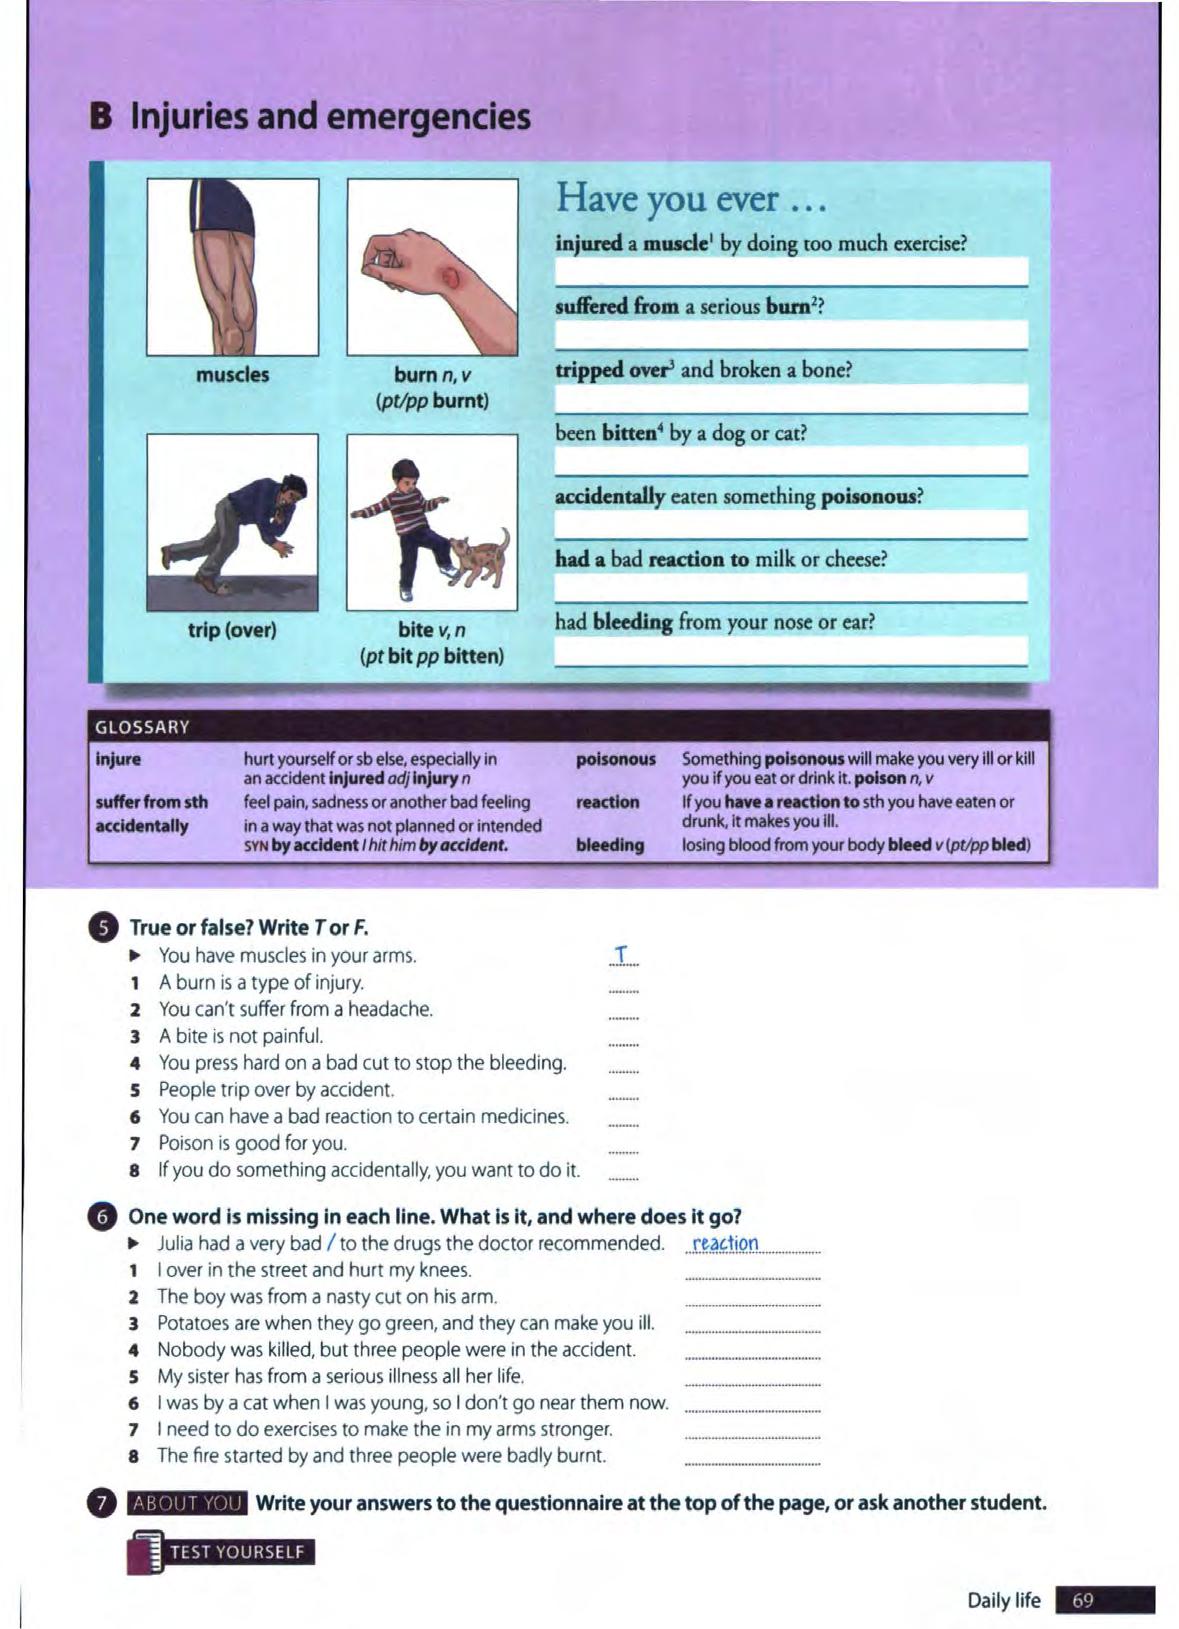 B Injuries and emergencies
muscles
burn n, v
(pt/pp burnt)
trip (over)
bite v, n
(pt bit pp bitten)
Have you ever ...
injured a muscle¹ by doing too much exercise?
suffered from a serious burn²?
tripped over³ and broken a bone?
been bitten⁴ by a dog or cat?
accidentally eaten something poisonous?
had a bad reaction to milk or cheese?
had bleeding from your nose or ear?
GLOSSARY
injure hurt yourself or sb else, especially in
an accident injured adj injury n
suffer from sth feel pain, sadness or another bad feeling
accidentally in a way that was not planned or intended
SYN by accident I hit him by accident.
poisonous Something poisonous will make you very ill or kill
you if you eat or drink it. poison n, v
reaction If you have a reaction to sth you have eaten or
drunk, it makes you ill.
bleeding losing blood from your body bleed v (pt/pp bled)
5 True or false? Write T or F.
► You have muscles in your arms. T
1 A burn is a type of injury.
2 You can't suffer from a headache.
3 A bite is not painful.
4 You press hard on a bad cut to stop the bleeding.
5 People trip over by accident.
6 You can have a bad reaction to certain medicines.
7 Poison is good for you.
8 If you do something accidentally, you want to do it.
6 One word is missing in each line. What is it, and where does it go?
► Julia had a very bad / to the drugs the doctor recommended. reaction
1 I over in the street and hurt my knees.
2 The boy was from a nasty cut on his arm.
3 Potatoes are when they go green, and they can make you ill.
4 Nobody was killed, but three people were in the accident.
5 My sister has from a serious illness all her life.
6 I was by a cat when I was young, so I don't go near them now.
7 I need to do exercises to make the in my arms stronger.
8 The fire started by and three people were badly burnt.
7 ABOUT YOU Write your answers to the questionnaire at the top of the page, or ask another student.
TEST YOURSELF
Daily life 69